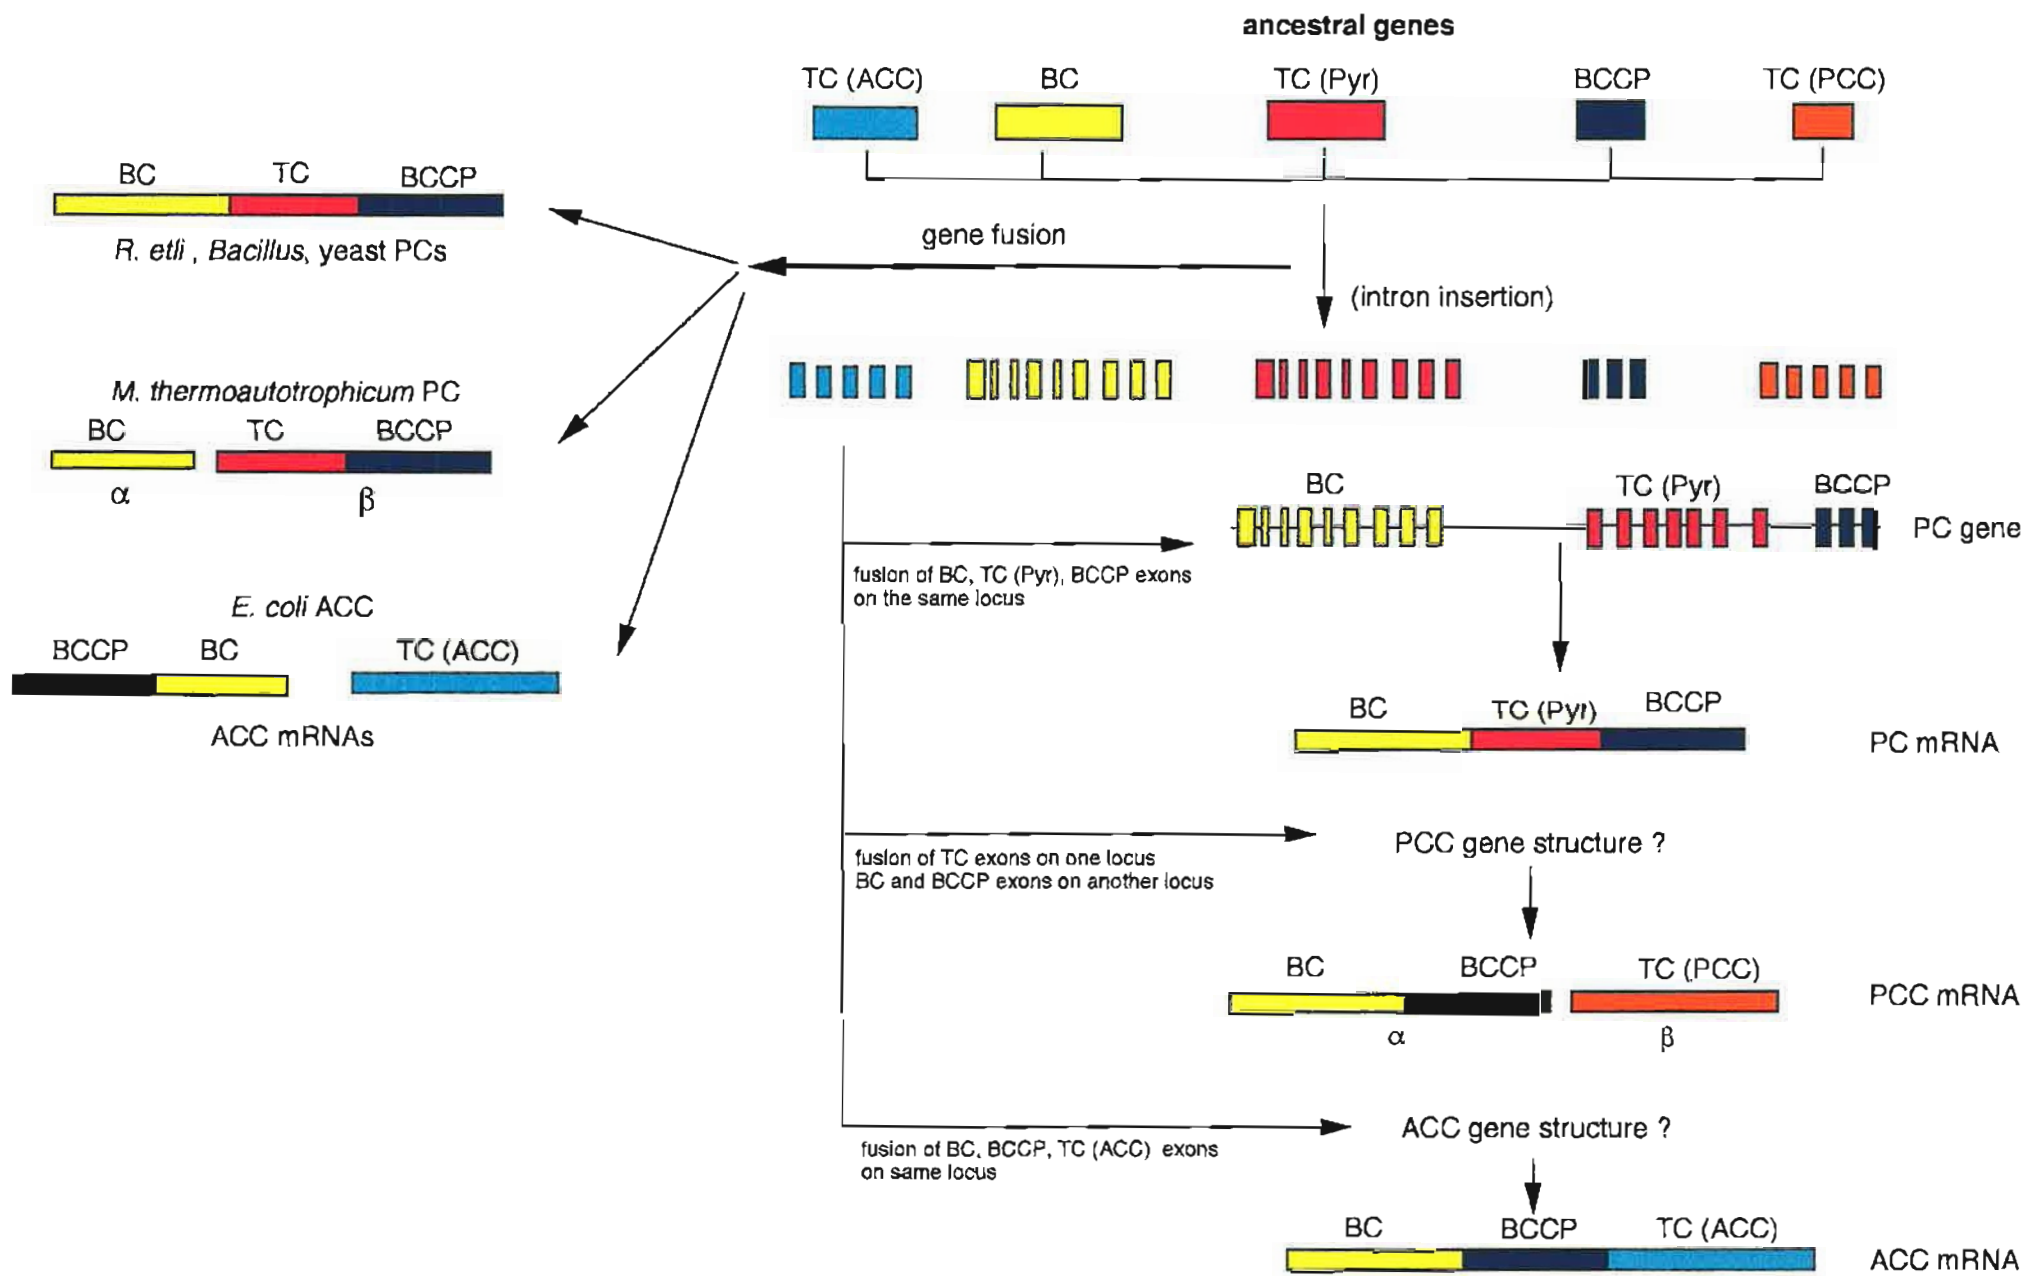 ancestral genes
TC (ACC)
BC
TC (Pyr)
BCCP
TC (PCC)
BC
TC
BCCP
R. etli , Bacillus, yeast PCs
gene fusion
(intron insertion)
M. thermoautotrophicum PC
BC
TC
BCCP
α
β
E. coli ACC
BCCP
BC
TC (ACC)
ACC mRNAs
BC
TC (Pyr)
BCCP
PC gene
fusion of BC, TC (Pyr), BCCP exons
on the same locus
BC
TC (Pyr)
BCCP
PC mRNA
fusion of TC exons on one locus
BC and BCCP exons on another locus
PCC gene structure ?
BC
BCCP
TC (PCC)
PCC mRNA
α
β
fusion of BC, BCCP, TC (ACC) exons
on same locus
ACC gene structure ?
BC
BCCP
TC (ACC)
ACC mRNA